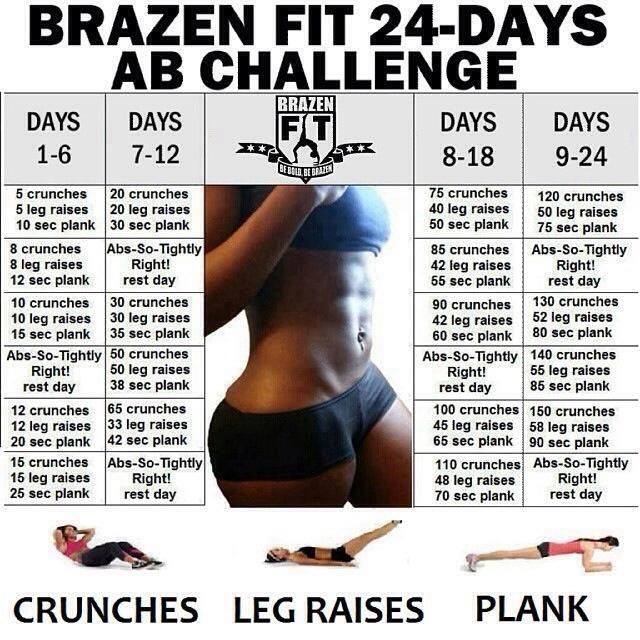 BRAZEN FIT 24-DAYS
AB CHALLENGE
DAYS
1-6
DAYS
7-12
BRAZEN
FIT
BE BOLD. BE BRAZEN
DAYS
8-18
DAYS
9-24
5 crunches
5 leg raises
10 sec plank
20 crunches
20 leg raises
30 sec plank
75 crunches
40 leg raises
50 sec plank
120 crunches
50 leg raises
75 sec plank
8 crunches
8 leg raises
12 sec plank
Abs-So-Tightly
Right!
rest day
85 crunches
42 leg raises
55 sec plank
Abs-So-Tightly
Right!
rest day
10 crunches
10 leg raises
15 sec plank
30 crunches
30 leg raises
35 sec plank
90 crunches
42 leg raises
60 sec plank
130 crunches
52 leg raises
80 sec plank
Abs-So-Tightly
Right!
rest day
50 crunches
50 leg raises
38 sec plank
Abs-So-Tightly
Right!
rest day
140 crunches
55 leg raises
85 sec plank
12 crunches
12 leg raises
20 sec plank
65 crunches
33 leg raises
42 sec plank
100 crunches
45 leg raises
65 sec plank
150 crunches
58 leg raises
90 sec plank
15 crunches
15 leg raises
25 sec plank
Abs-So-Tightly
Right!
rest day
110 crunches
48 leg raises
70 sec plank
Abs-So-Tightly
Right!
rest day
CRUNCHES
LEG RAISES
PLANK